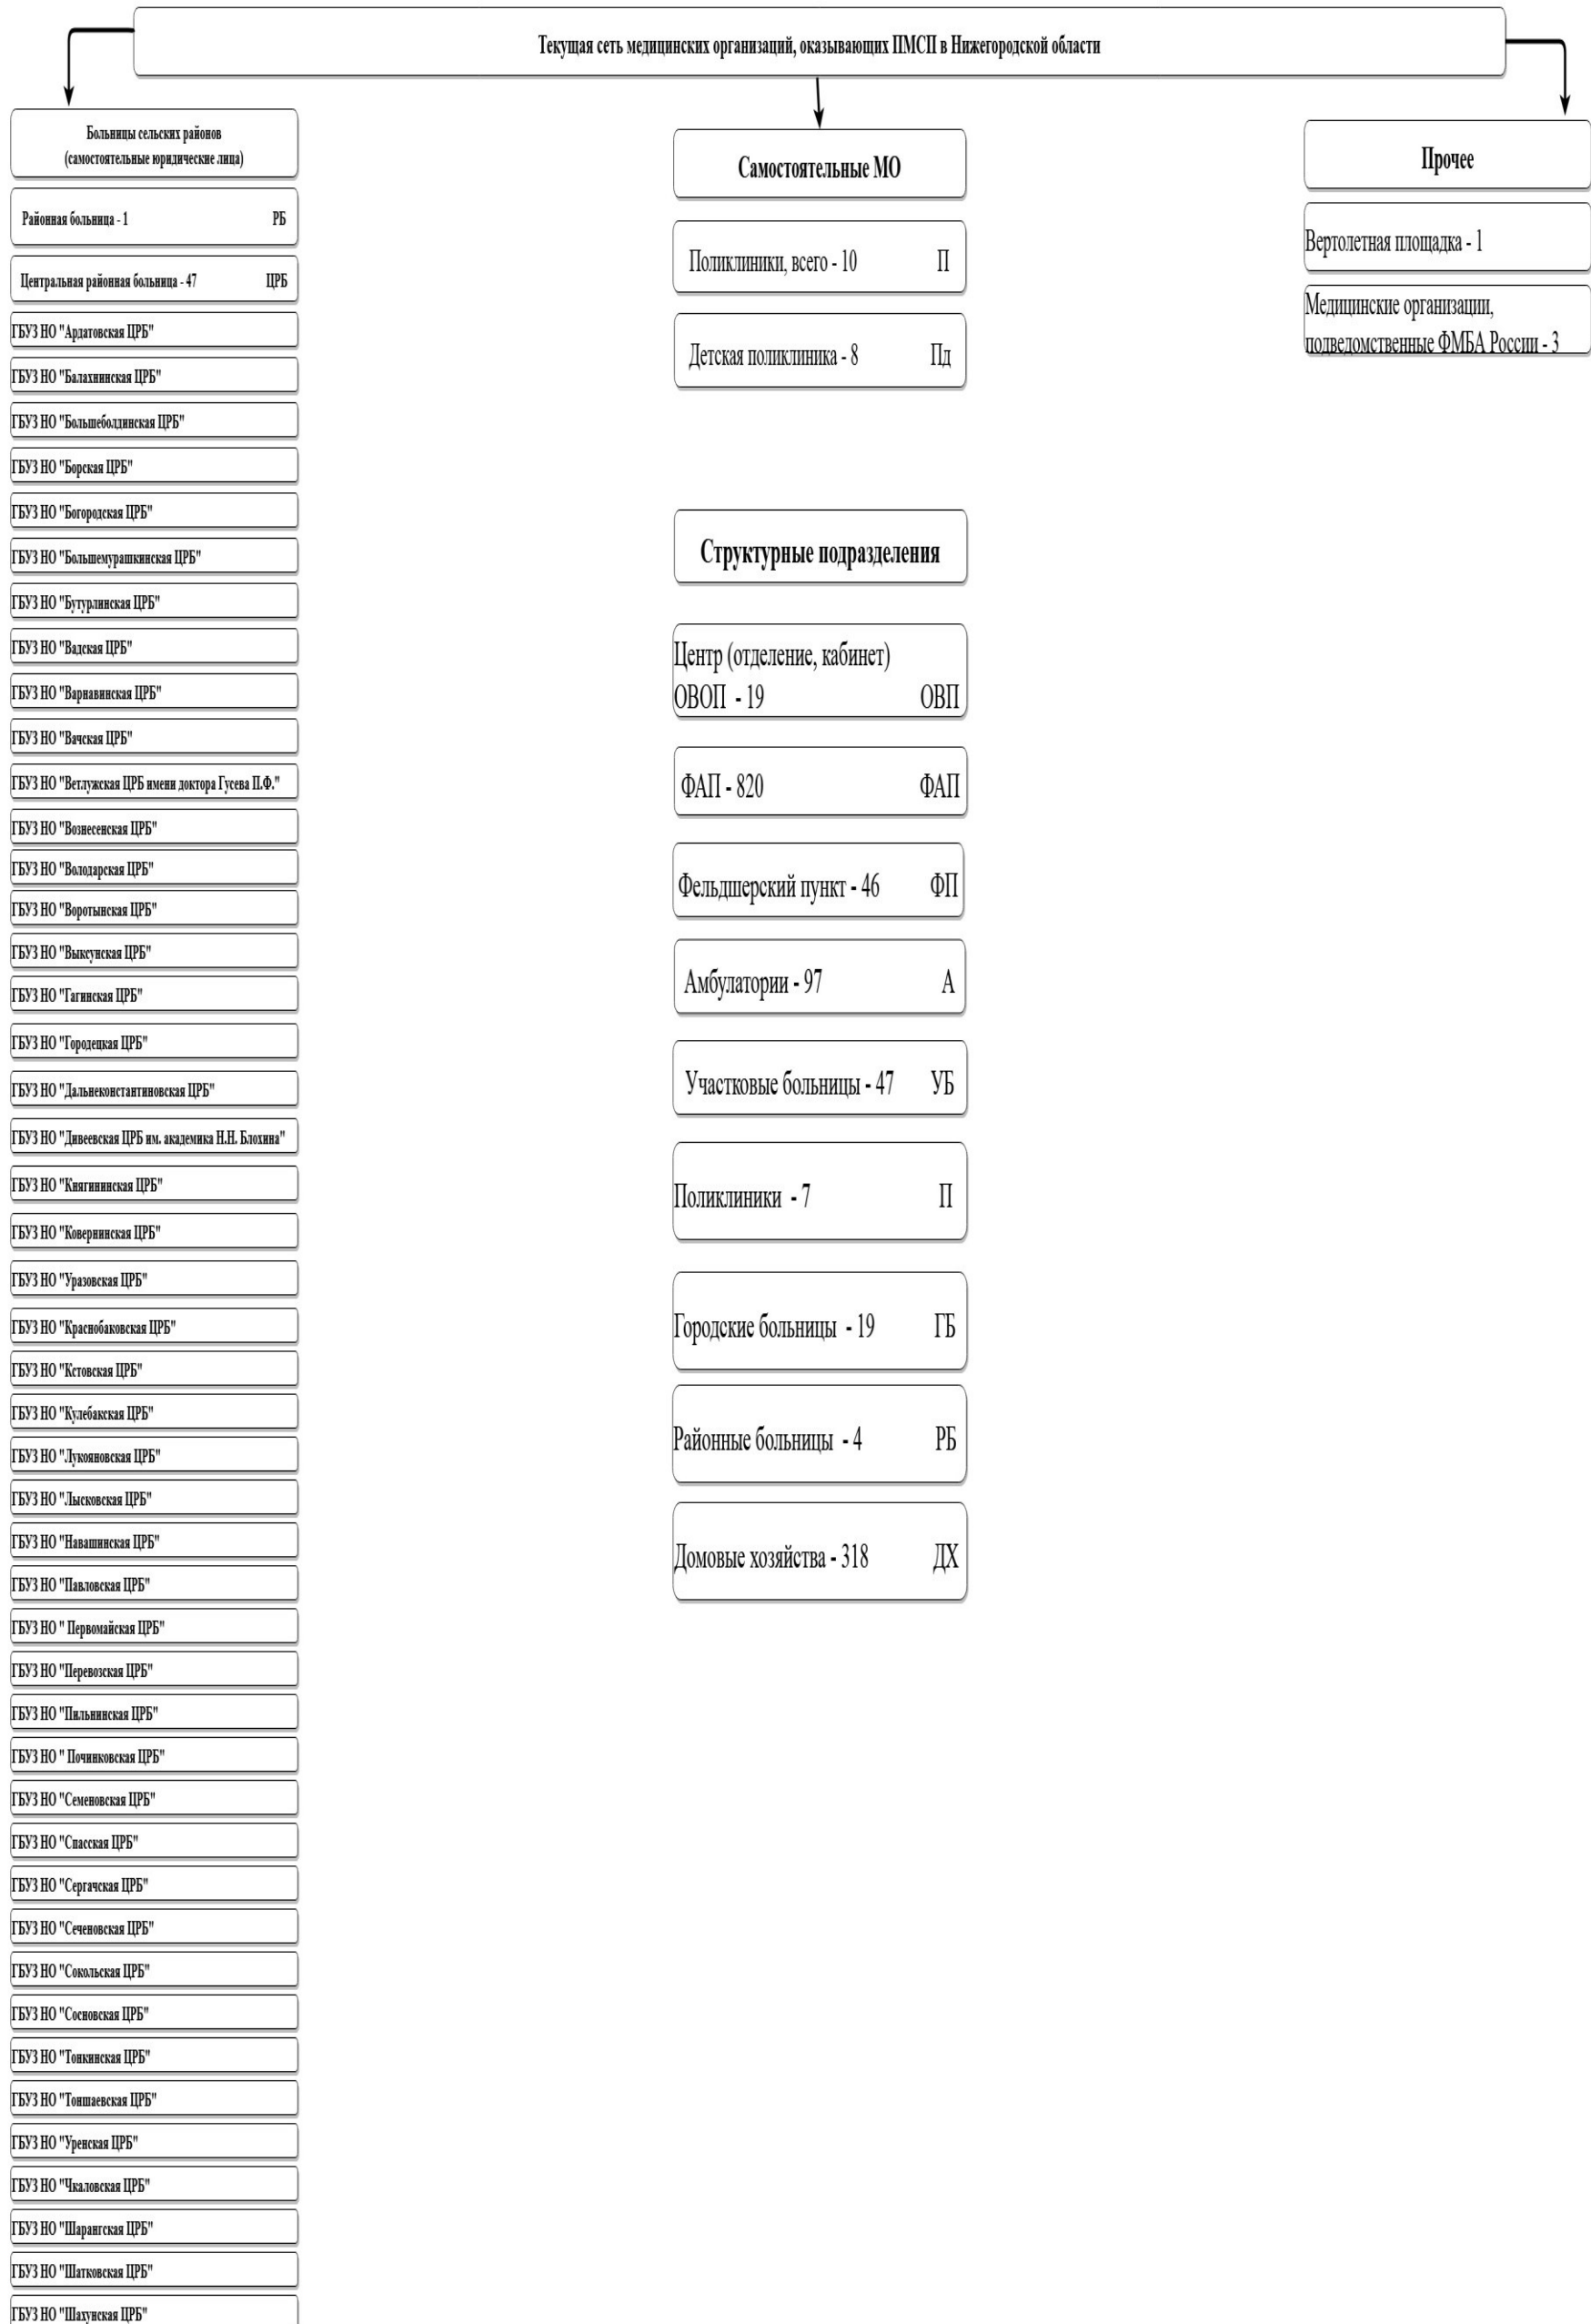 Текущая сеть медицинских организаций, оказывающих ПМСП в Нижегородской области
Больницы сельских районов
(самостоятельные юридические лица)
Районная больница - 1 РБ
Центральная районная больница - 47 ЦРБ
ГБУЗ НО "Ардатовская ЦРБ"
ГБУЗ НО "Балахнинская ЦРБ"
ГБУЗ НО "Большеболдинская ЦРБ"
ГБУЗ НО "Борская ЦРБ"
ГБУЗ НО "Богородская ЦРБ"
ГБУЗ НО "Большемурашкинская ЦРБ"
ГБУЗ НО "Бутурлинская ЦРБ"
ГБУЗ НО "Вадская ЦРБ"
ГБУЗ НО "Варнавинская ЦРБ"
ГБУЗ НО "Вачская ЦРБ"
ГБУЗ НО "Ветлужская ЦРБ имени доктора Гусева П.Ф."
ГБУЗ НО "Вознесенская ЦРБ"
ГБУЗ НО "Володарская ЦРБ"
ГБУЗ НО "Воротынская ЦРБ"
ГБУЗ НО "Выксунская ЦРБ"
ГБУЗ НО "Гагинская ЦРБ"
ГБУЗ НО "Городецкая ЦРБ"
ГБУЗ НО "Дальнеконстантиновская ЦРБ"
ГБУЗ НО "Дивеевская ЦРБ им. академика Н.Н. Блохина"
ГБУЗ НО "Княгининская ЦРБ"
ГБУЗ НО "Ковернинская ЦРБ"
ГБУЗ НО "Уразовская ЦРБ"
ГБУЗ НО "Краснобаковская ЦРБ"
ГБУЗ НО "Кстовская ЦРБ"
ГБУЗ НО "Кулебакская ЦРБ"
ГБУЗ НО "Лукояновская ЦРБ"
ГБУЗ НО "Лысковская ЦРБ"
ГБУЗ НО "Навашинская ЦРБ"
ГБУЗ НО "Павловская ЦРБ"
ГБУЗ НО " Первомайская ЦРБ"
ГБУЗ НО "Перевозская ЦРБ"
ГБУЗ НО "Пильнинская ЦРБ"
ГБУЗ НО " Починковская ЦРБ"
ГБУЗ НО "Семеновская ЦРБ"
ГБУЗ НО "Спасская ЦРБ"
ГБУЗ НО "Сергачская ЦРБ"
ГБУЗ НО "Сеченовская ЦРБ"
ГБУЗ НО "Сокольская ЦРБ"
ГБУЗ НО "Сосновская ЦРБ"
ГБУЗ НО "Тонкинская ЦРБ"
ГБУЗ НО "Тоншаевская ЦРБ"
ГБУЗ НО "Уренская ЦРБ"
ГБУЗ НО "Чкаловская ЦРБ"
ГБУЗ НО "Шарангская ЦРБ"
ГБУЗ НО "Шатковская ЦРБ"
ГБУЗ НО "Шахунская ЦРБ"
Самостоятельные МО
Поликлиники, всего - 10 П
Детская поликлиника - 8 Пд
Структурные подразделения
Центр (отделение, кабинет)
ОВОП - 19 ОВП
ФАП - 820 ФАП
Фельдшерский пункт - 46 ФП
Амбулатории - 97 А
Участковые больницы - 47 УБ
Поликлиники - 7 П
Городские больницы - 19 ГБ
Районные больницы - 4 РБ
Домовые хозяйства - 318 ДХ
Прочее
Вертолетная площадка - 1
Медицинские организации,
подведомственные ФМБА России - 3